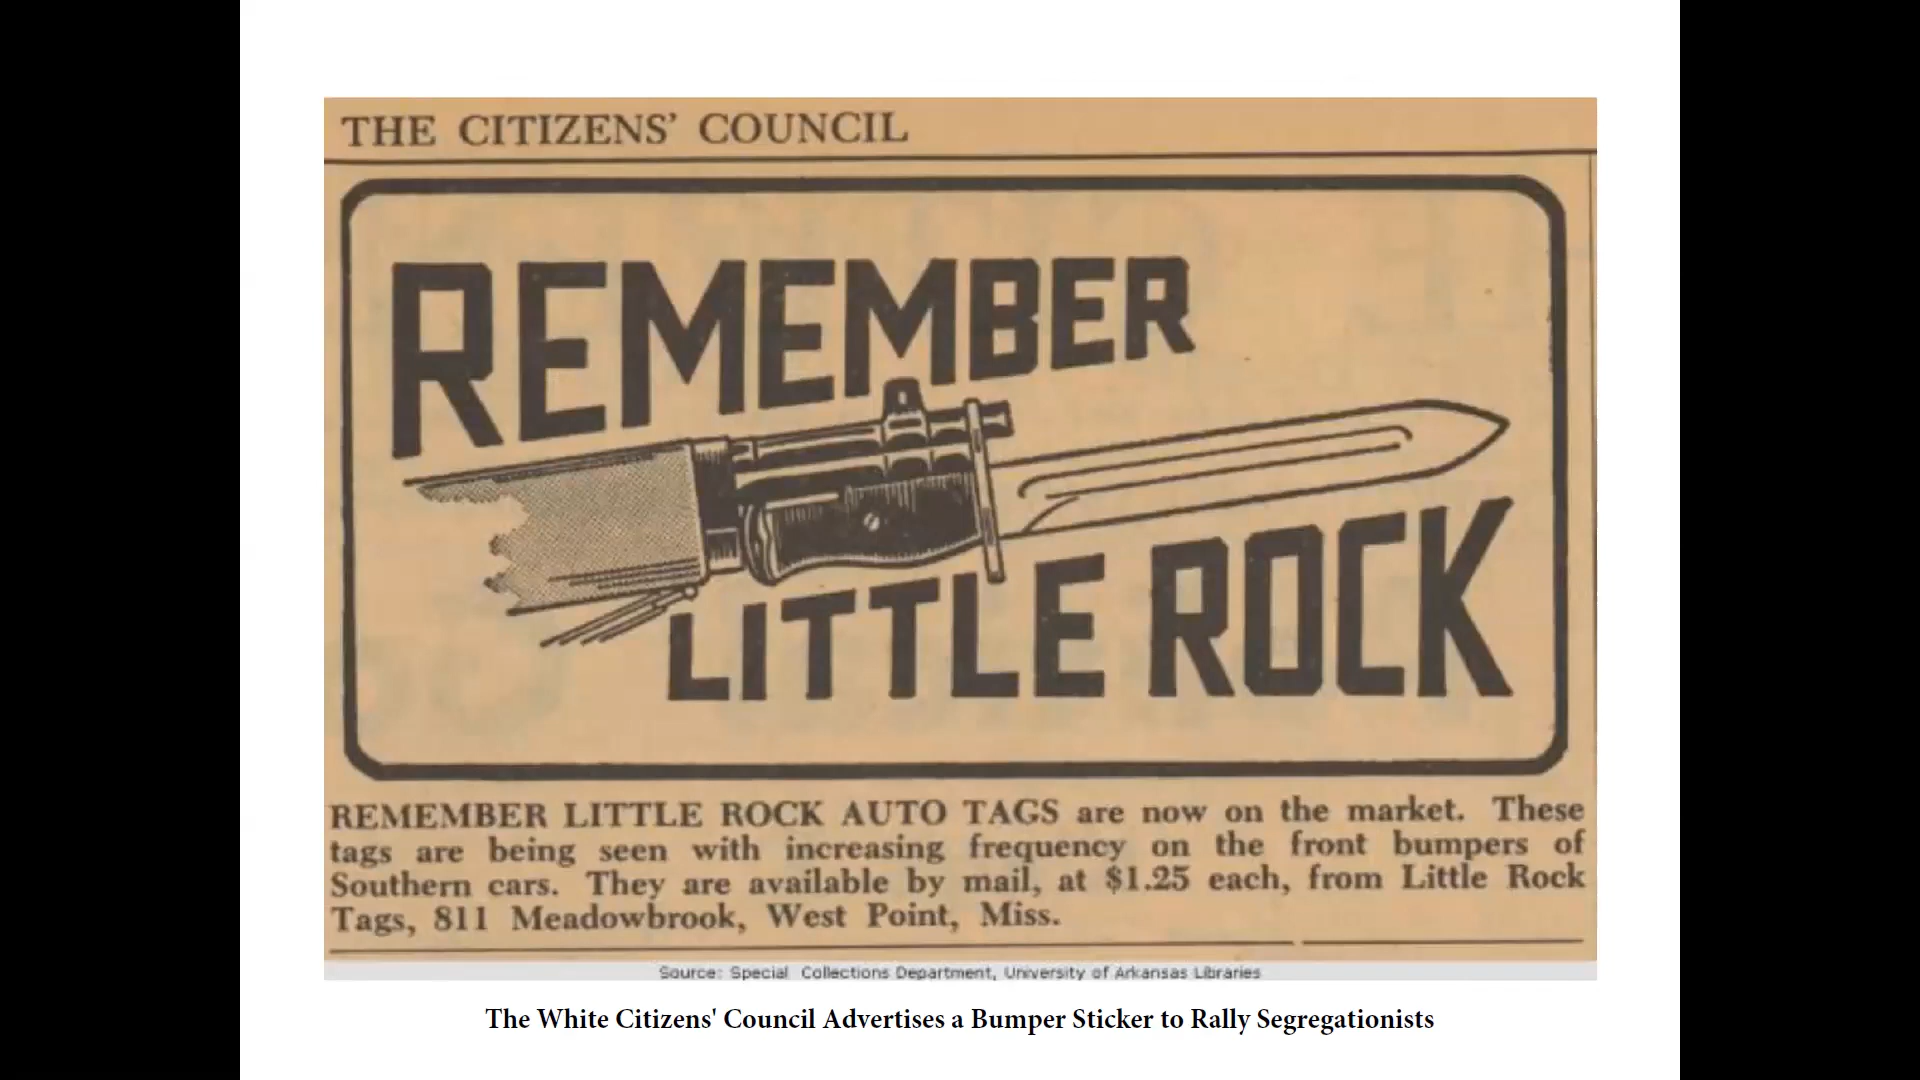 THE CITIZENS' COUNCIL
REMEMBER
LITTLE ROCK
REMEMBER LITTLE ROCK AUTO TAGS are now on the market. These
tags are being seen with increasing frequency on the front bumpers of
Southern cars. They are available by mail, at $1.25 each, from Little Rock
Tags, 811 Meadowbrook, West Point, Miss.
Source: Special Collections Department, University of Arkansas Libraries
The White Citizens' Council Advertises a Bumper Sticker to Rally Segregationists